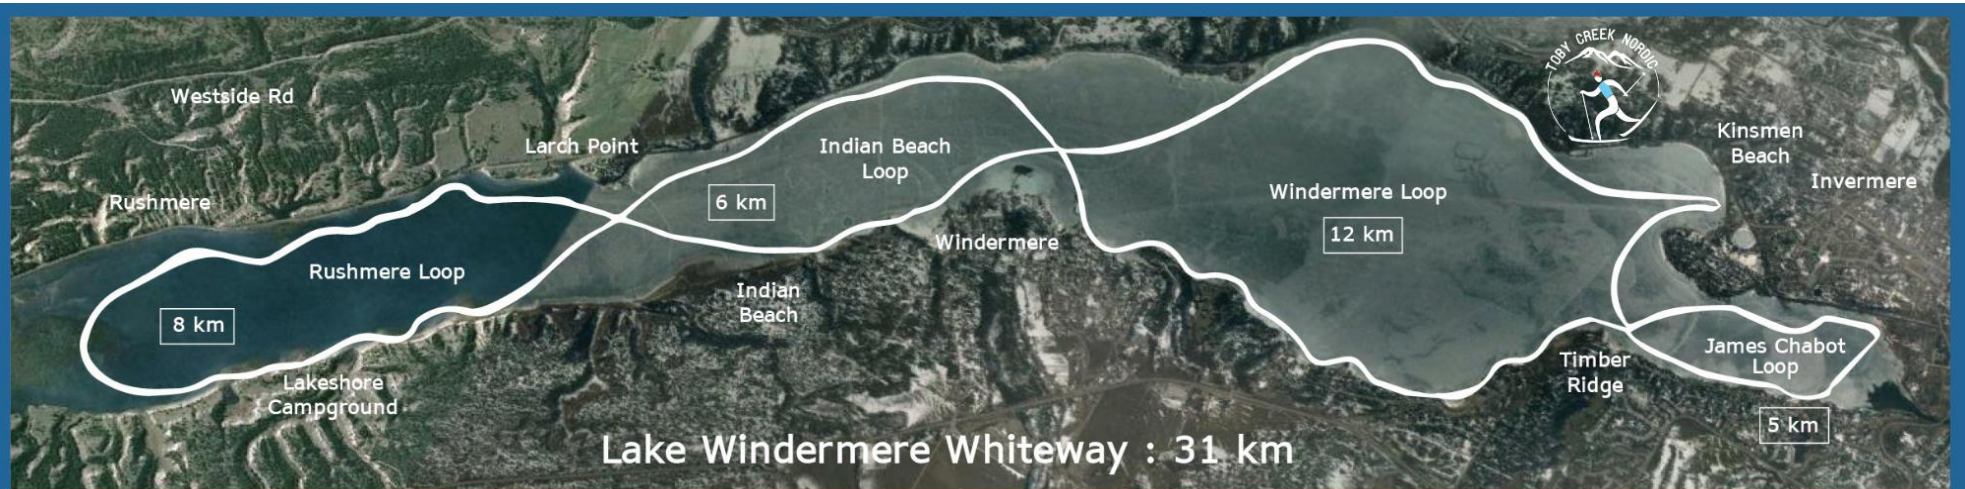 TOBY CREEK NORDIC
Westside Rd
Larch Point
Kinsmen
Beach
Indian Beach
Loop
Invermere
Rushmere
6 km
Windermere Loop
12 km
Windermere
Rushmere Loop
Indian
Beach
8 km
James Chabot
Loop
Timber
Ridge
Lakeshore
Campground
5 km
Lake Windermere Whiteway : 31 km